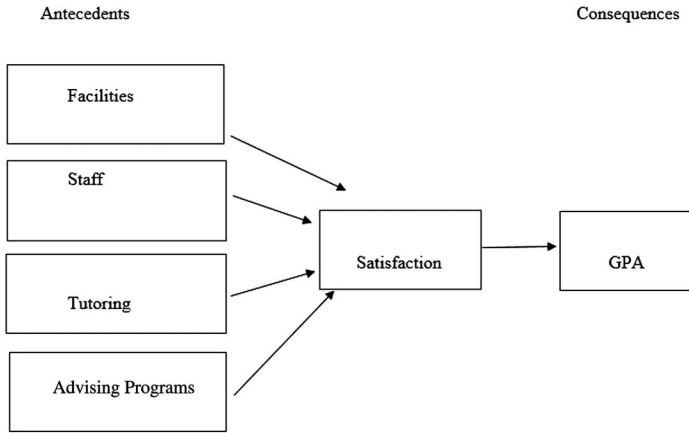 Antecedents
Consequences
Facilities
Staff
Satisfaction
GPA
Tutoring
Advising Programs